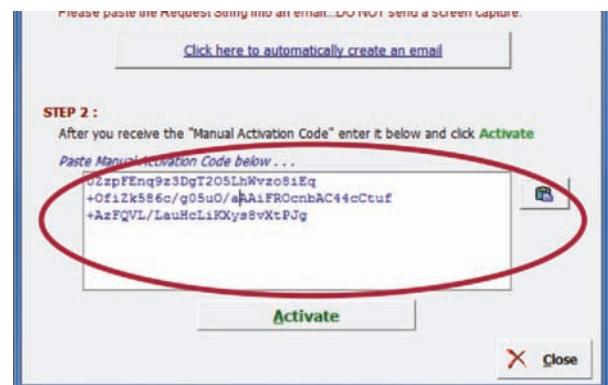 Please paste the Request String into an email...DO NOT send a screen capture.
Click here to automatically create an email
STEP 2 :
After you receive the "Manual Activation Code" enter it below and click Activate
Paste Manual Activation Code below . . .
UZzpFEnq9z3DgT2O5LhWvzo8iEq
+OfiZk586c/g05uO/aAAiFROcnbAC44cCtuf
+AzFQVL/LauHcLiKXys8vXtPJg
Activate
Close